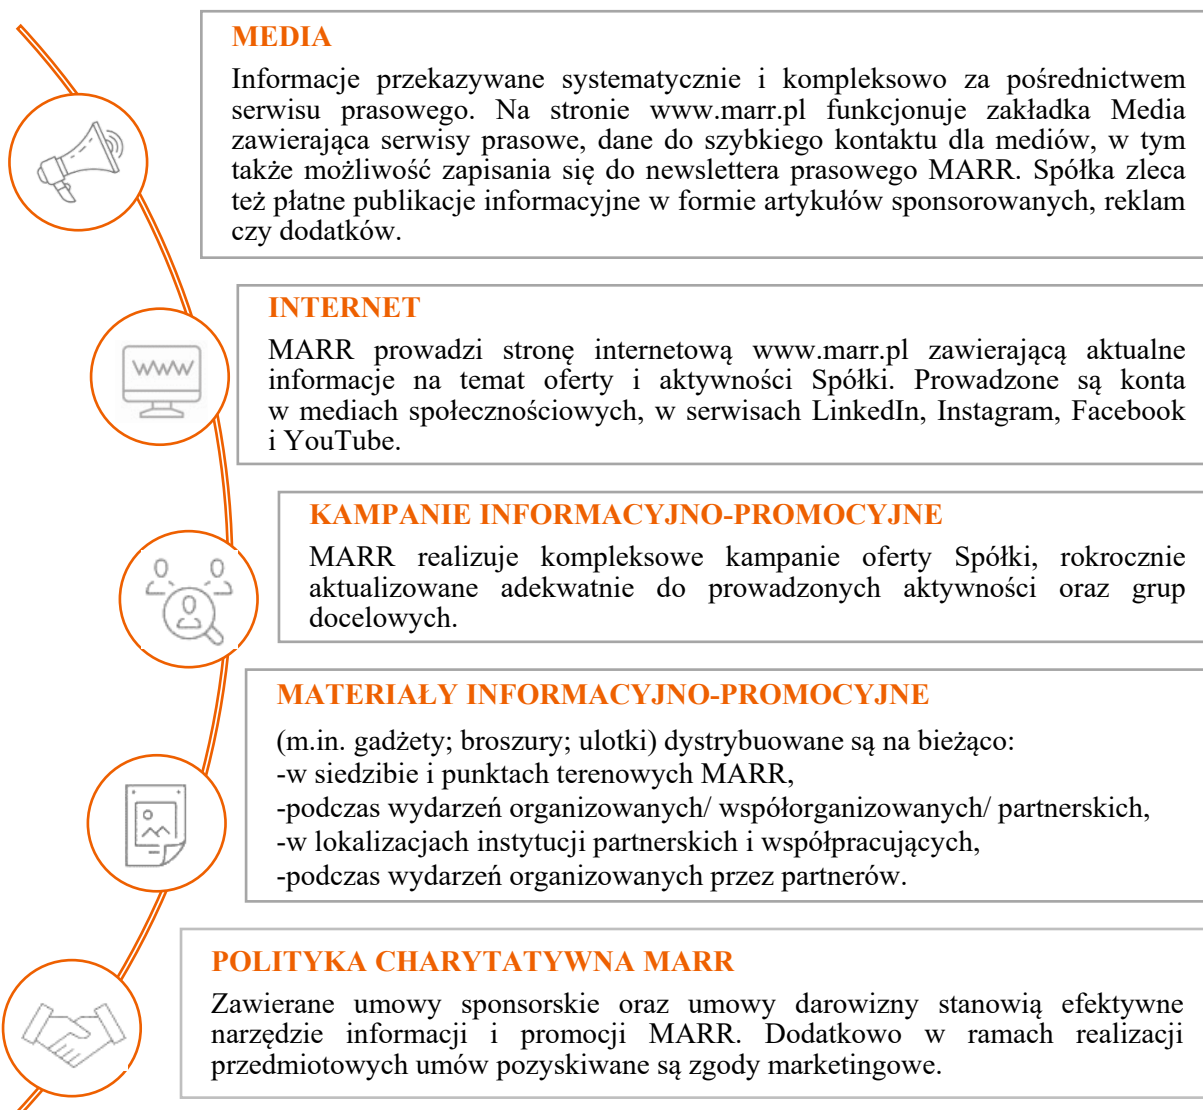 MEDIA
Informacje przekazywane systematycznie i kompleksowo za pośrednictwem
serwisu prasowego. Na stronie www.marr.pl funkcjonuje zakładka Media
zawierająca serwisy prasowe, dane do szybkiego kontaktu dla mediów, w tym
także możliwość zapisania się do newslettera prasowego MARR. Spółka zleca
też płatne publikacje informacyjne w formie artykułów sponsorowanych, reklam
czy dodatków.
INTERNET
MARR prowadzi stronę internetową www.marr.pl zawierającą aktualne
informacje na temat oferty i aktywności Spółki. Prowadzone są konta
w mediach społecznościowych, w serwisach LinkedIn, Instagram, Facebook
i YouTube.
WWW
KAMPANIE INFORMACYJNO-PROMOCYJNE
MARR realizuje kompleksowe kampanie oferty Spółki, rokrocznie
aktualizowane adekwatnie do prowadzonych aktywności oraz grup
docelowych.
MATERIAŁY INFORMACYJNO-PROMOCYJNE
(m.in. gadżety; broszury; ulotki) dystrybuowane są na bieżąco:
-w siedzibie i punktach terenowych MARR,
-podczas wydarzeń organizowanych/ współorganizowanych/ partnerskich,
-w lokalizacjach instytucji partnerskich i współpracujących,
-podczas wydarzeń organizowanych przez partnerów.
POLITYKA CHARYTATYWNA MARR
Zawierane umowy sponsorskie oraz umowy darowizny stanowią efektywne
narzędzie informacji i promocji MARR. Dodatkowo w ramach realizacji
przedmiotowych umów pozyskiwane są zgody marketingowe.